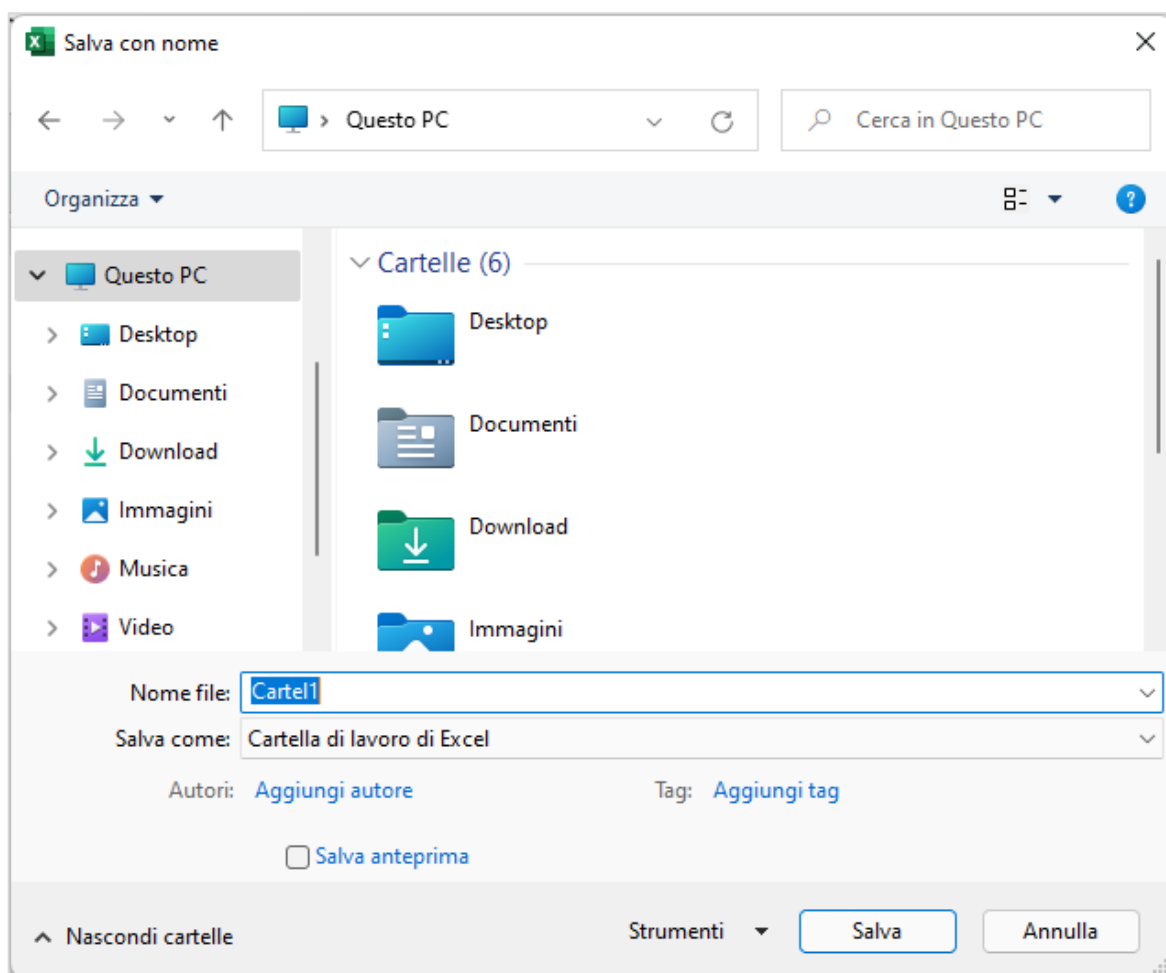 Salva con nome
Questo PC
Cerca in Questo PC
Organizza
Questo PC
Desktop
Documenti
Download
Immagini
Musica
Video
Cartelle (6)
Desktop
Documenti
Download
Immagini
Nome file: Cartel1
Salva come: Cartella di lavoro di Excel
Autori: Aggiungi autore Tag: Aggiungi tag
Salva anteprima
Nascondi cartelle Strumenti Salva Annulla